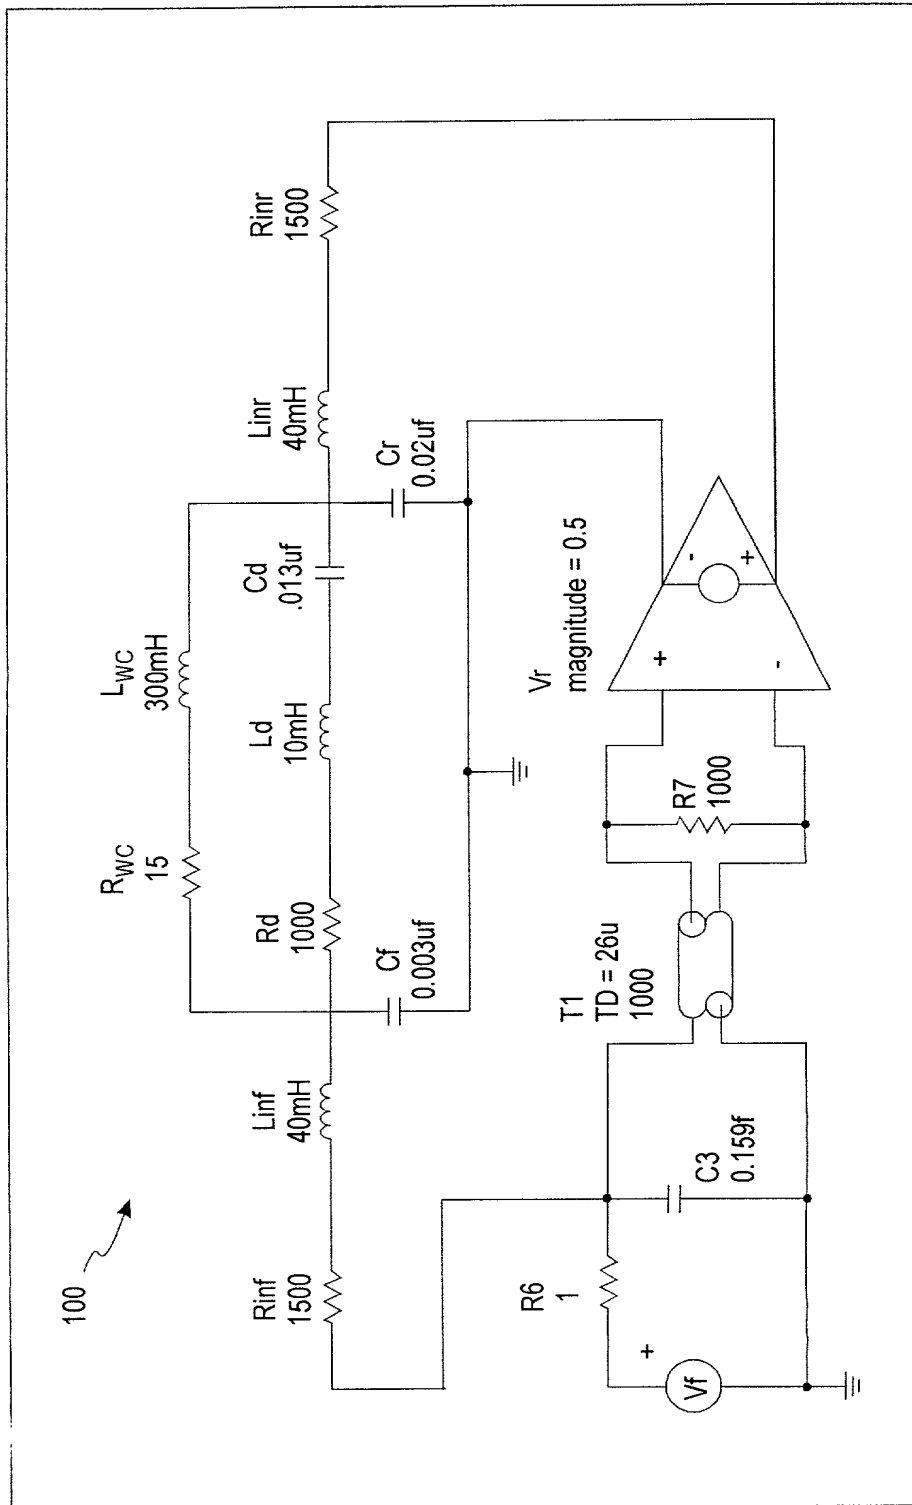 100
Rinf
1500
Linf
40mH
RWC
15
LWC
300mH
Rd
1000
Ld
10mH
Cd
.013uf
Cf
0.003uf
Cr
0.02uf
Linr
40mH
Rinr
1500
Vf
+
R6
1
C3
0.159f
T1
TD = 26u
1000
R7
1000
Vr
magnitude = 0.5
+
-
-
+